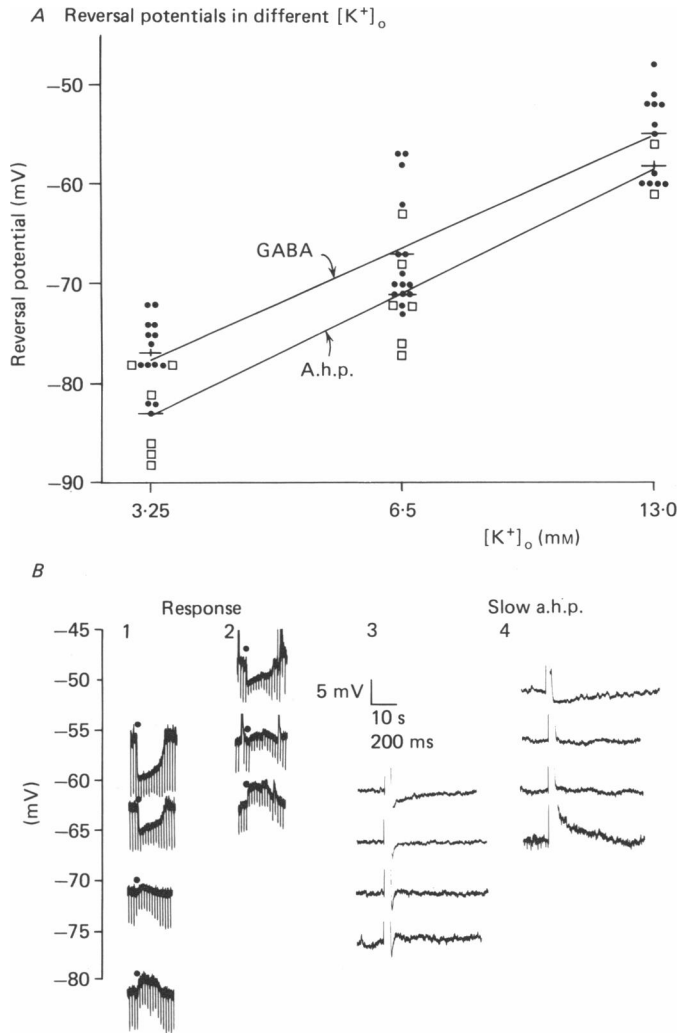 A Reversal potentials in different [K⁺]ₒ
Reversal potential (mV)
−50
−60
−70
−80
−90
GABA
A.h.p.
3·25
6·5
13·0
[K⁺]ₒ (mM)
B
Response
Slow a.h.p.
1
2
3
4
(mV)
−45
−50
−55
−60
−65
−70
−75
−80
5 mV
10 s
200 ms